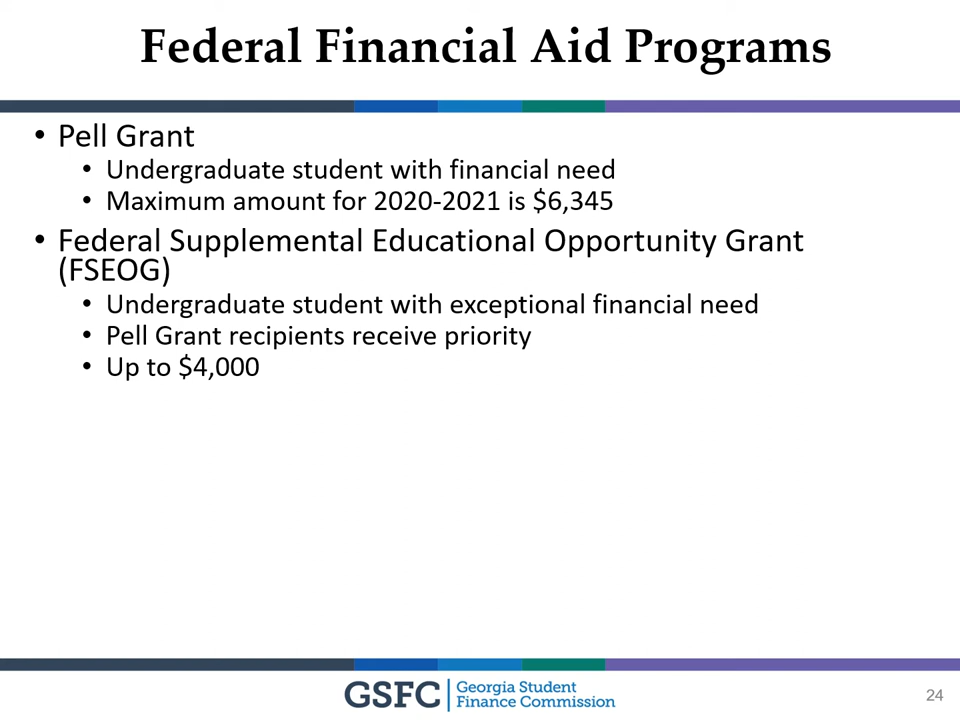 Federal Financial Aid Programs
• Pell Grant
• Undergraduate student with financial need
• Maximum amount for 2020-2021 is $6,345
• Federal Supplemental Educational Opportunity Grant
(FSEOG)
• Undergraduate student with exceptional financial need
• Pell Grant recipients receive priority
• Up to $4,000
GSFC
Georgia Student
Finance Commission
24